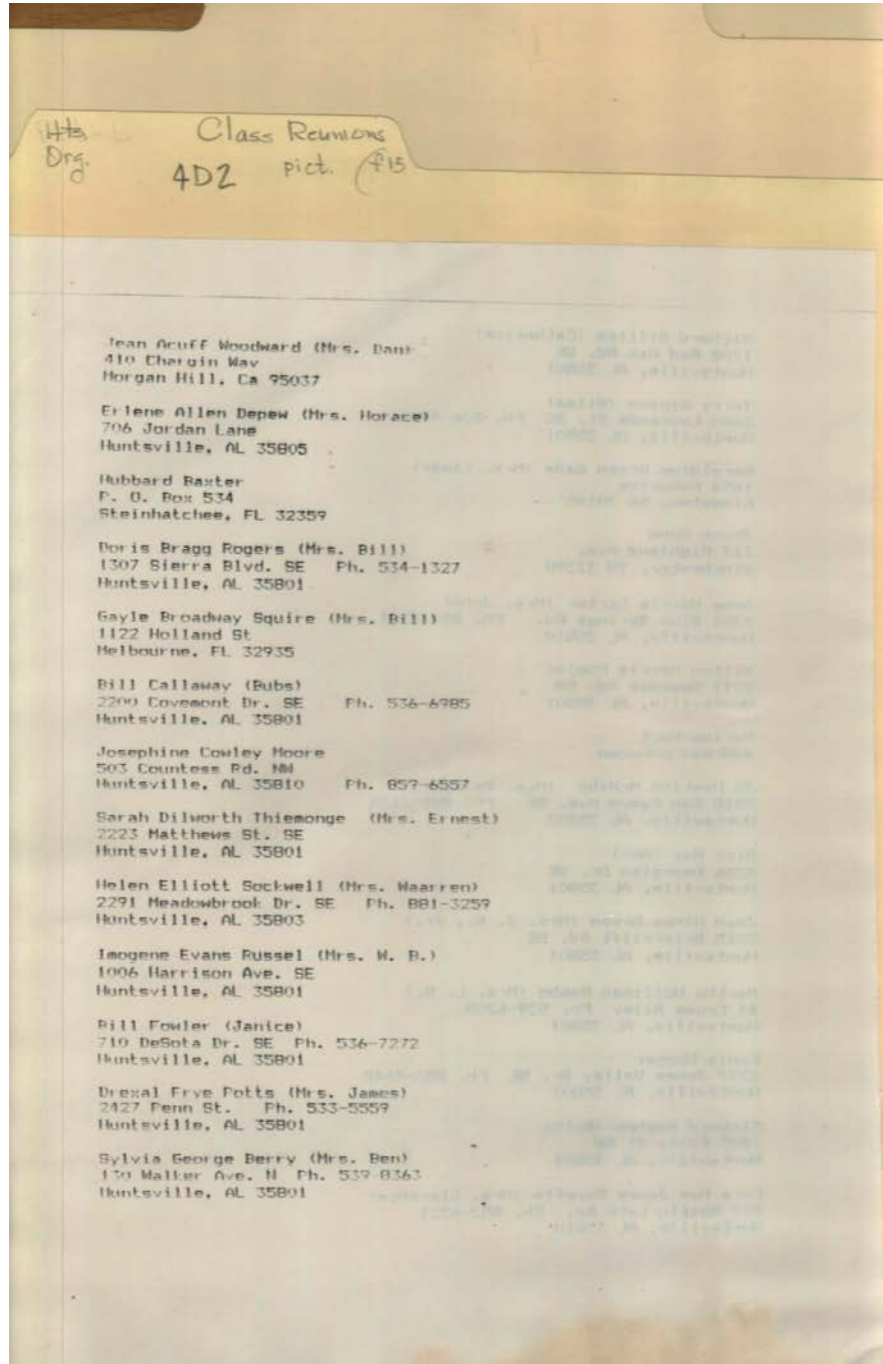 Hts. Class Reunions
Org. 4D2 pict. f15
Jean Acuff Woodward (Mrs. Dan)
410 Chargin Way
Morgan Hill, Ca 95037
Erlene Allen Depew (Mrs. Horace)
706 Jordan Lane
Huntsville, AL 35805
Hubbard Baxter
P. O. Box 534
Steinhatchee, FL 32359
Doris Bragg Rogers (Mrs. Bill)
1307 Sierra Blvd. SE Ph. 534-1327
Huntsville, AL 35801
Gayle Broadway Squire (Mrs. Bill)
1122 Holland St
Melbourne, FL 32935
Bill Callaway (Bubs)
2200 Covemont Dr. SE Ph. 536-6985
Huntsville, AL 35801
Josephine Cowley Moore
503 Countess Rd. NW
Huntsville, AL 35810 Ph. 859-6557
Sarah Dilworth Thiemonge (Mrs. Ernest)
2223 Matthews St. SE
Huntsville, AL 35801
Helen Elliott Sockwell (Mrs. Waarren)
2291 Meadowbrook Dr. SE Ph. 881-3259
Huntsville, AL 35803
Imogene Evans Russel (Mrs. W. B.)
1006 Harrison Ave. SE
Huntsville, AL 35801
Bill Fowler (Janice)
710 DeSota Dr. SE Ph. 536-7272
Huntsville, AL 35801
Drexal Frye Potts (Mrs. James)
2427 Penn St. Ph. 533-5559
Huntsville, AL 35801
Sylvia George Berry (Mrs. Ben)
130 Walker Ave. N Ph. 539-8363
Huntsville, AL 35801